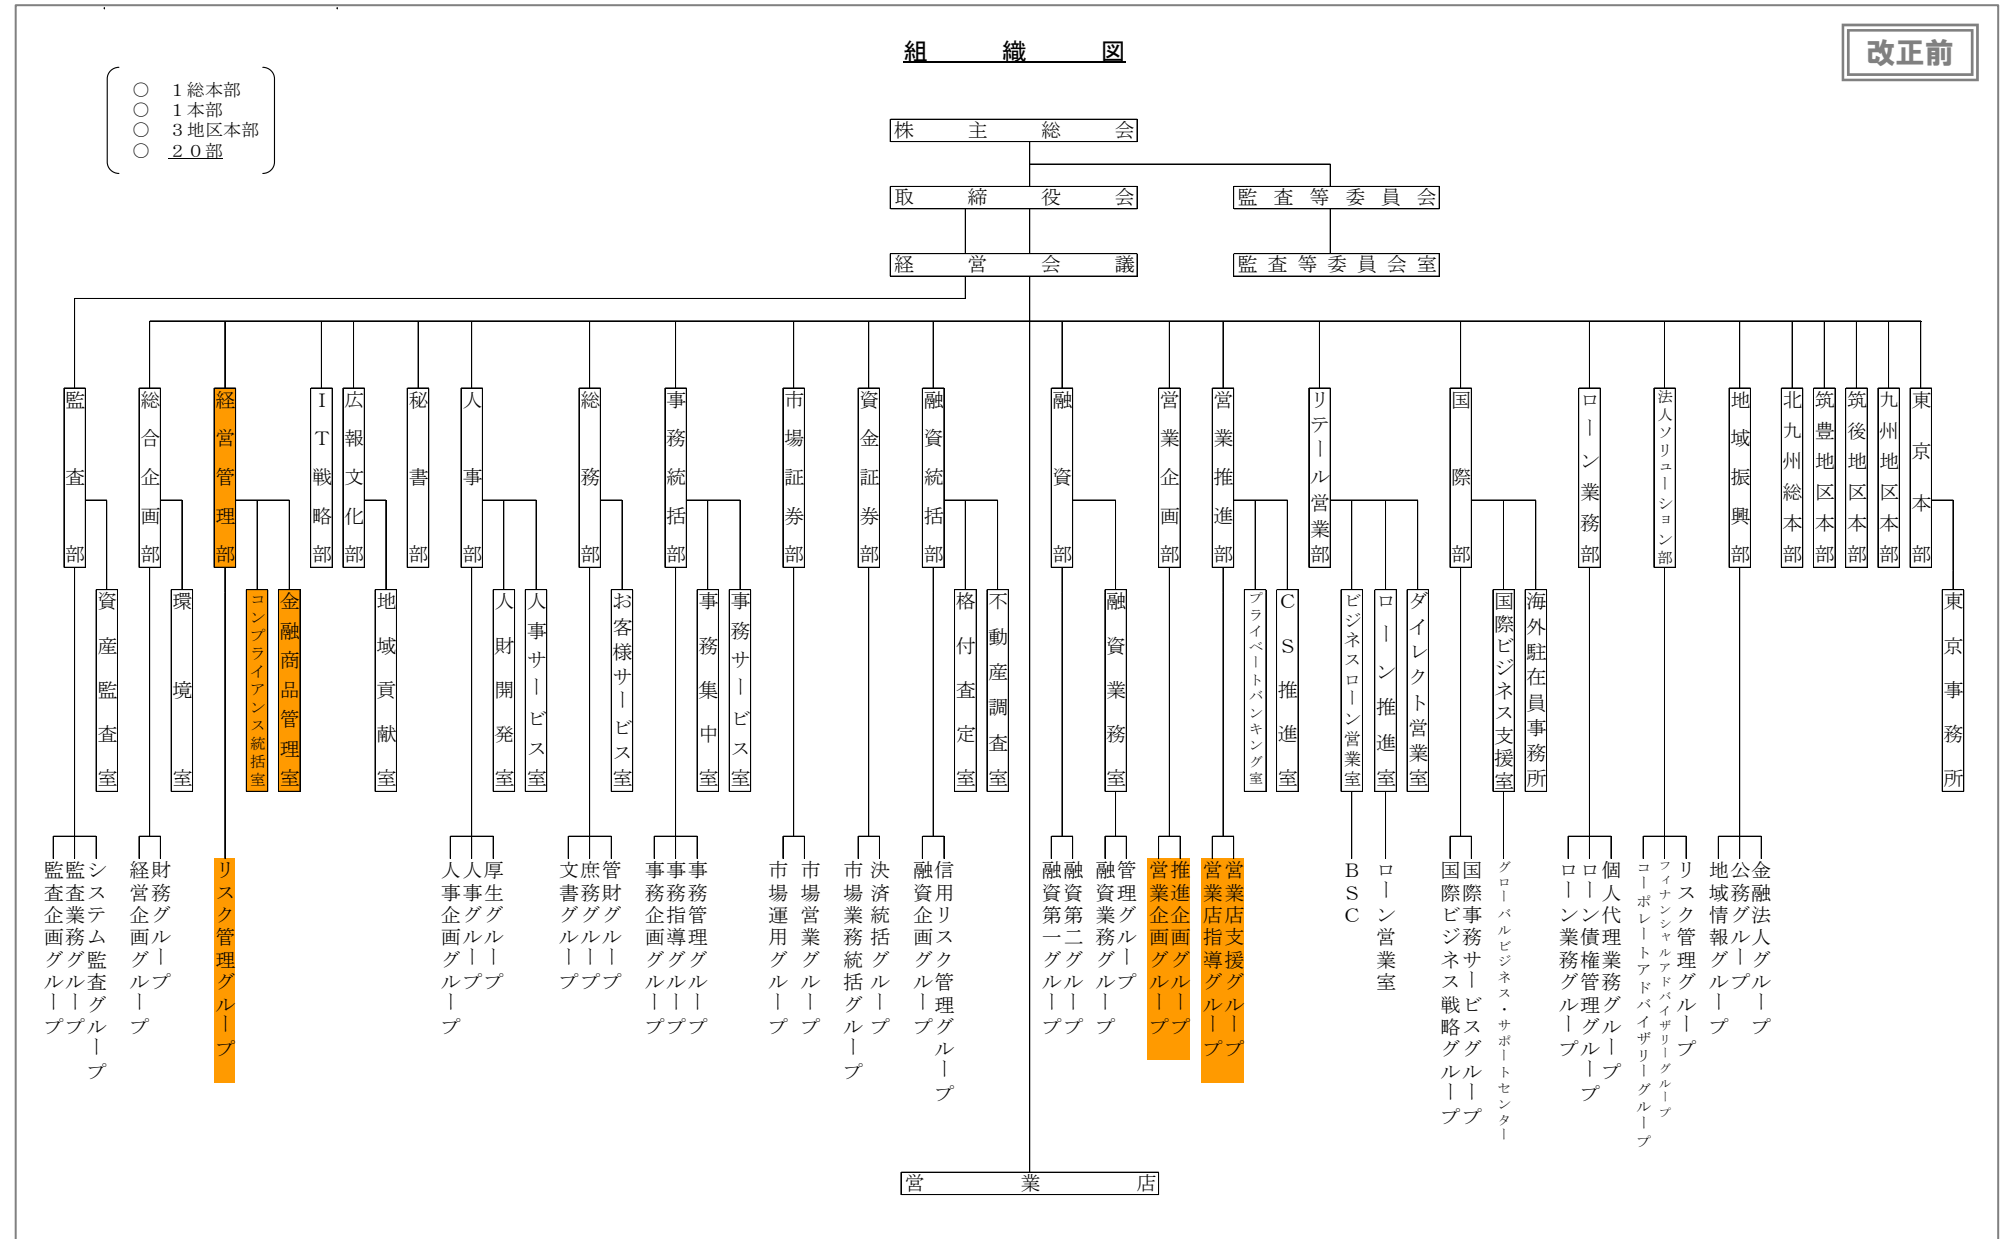 組織図
改正前
○ 1総本部
○ 1本部
○ 3地区本部
○ 20部
株主総会
取締役会
監査等委員会
経営会議
監査等委員会室
監査部
総合企画部
経営管理部
IT戦略部
広報文化部
秘書部
人事部
総務部
事務統括部
市場証券部
資金証券部
融資統括部
融資部
営業企画部
営業推進部
リテール営業部
国際部
ローン業務部
法人ソリューション部
地域振興部
北九州総本部
筑豊地区本部
筑後地区本部
九州地区本部
東京本部
資産監査室
環境室
コンプライアンス統括室
金融商品管理室
地域貢献室
人財開発室
人事サービス室
お客様サービス室
事務集中室
事務サービス室
格付査定室
不動産調査室
融資業務室
プライベートバンキング室
CS推進室
ビジネスローン営業室
ローン推進室
ダイレクト営業室
国際ビジネス支援室
海外駐在員事務所
東京事務所
監査企画グループ
監査業務グループ
システム監査グループ
経営企画グループ
財務グループ
リスク管理グループ
人事企画グループ
人事グループ
厚生グループ
文書グループ
庶務グループ
管財グループ
事務企画グループ
事務指導グループ
事務管理グループ
市場運用グループ
市場営業グループ
市場業務統括グループ
決済統括グループ
融資企画グループ
信用リスク管理グループ
融資第一グループ
融資第二グループ
融資業務グループ
管理グループ
営業企画グループ
推進企画グループ
営業店指導グループ
営業店支援グループ
BSC
ローン営業室
国際ビジネス戦略グループ
国際事務サービスグループ
グローバルビジネス・サポートセンター
ローン業務グループ
ローン債権管理グループ
個人代理業務グループ
コーポレートアドバイザリーグループ
フィナンシャルアドバイザリーグループ
リスク管理グループ
地域情報グループ
公務グループ
金融法人グループ
営業店